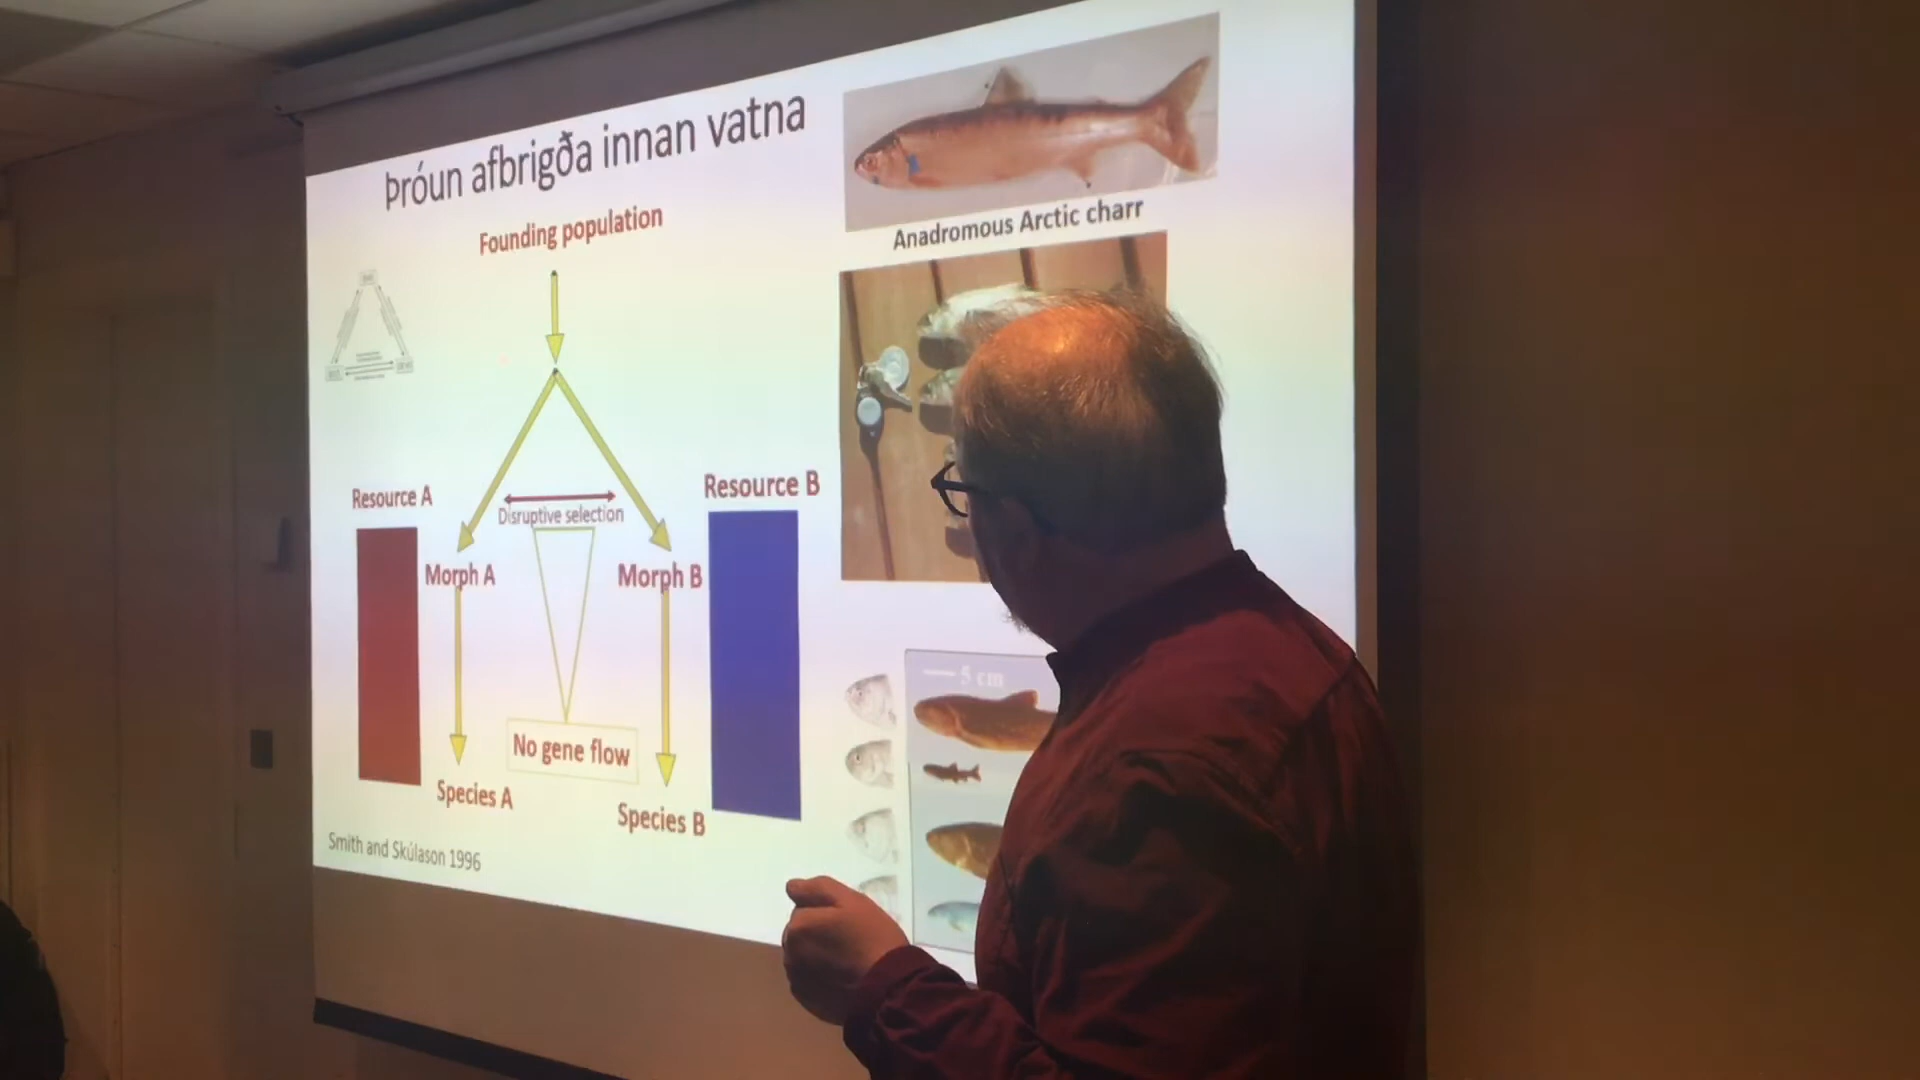 Þróun afbrigða innan vatna
Founding population
Anadromous Arctic charr
Resource A
Resource B
Disruptive selection
Morph A
Morph B
5 cm
No gene flow
Species A
Species B
Smith and Skúlason 1996